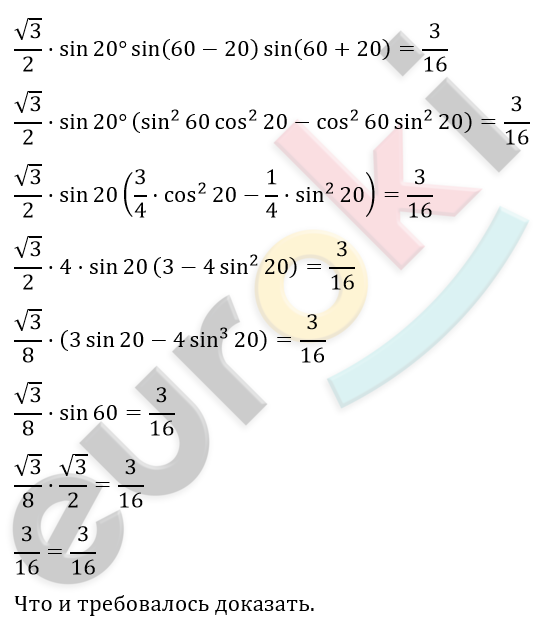 √3/2 · sin 20° sin(60 − 20) sin(60 + 20) = 3/16
√3/2 · sin 20° (sin² 60 cos² 20 − cos² 60 sin² 20) = 3/16
√3/2 · sin 20 (3/4 · cos² 20 − 1/4 · sin² 20) = 3/16
√3/2 · 4 · sin 20 (3 − 4 sin² 20) = 3/16
√3/8 · (3 sin 20 − 4 sin³ 20) = 3/16
√3/8 · sin 60 = 3/16
√3/8 · √3/2 = 3/16
3/16 = 3/16
Что и требовалось доказать.
euroki